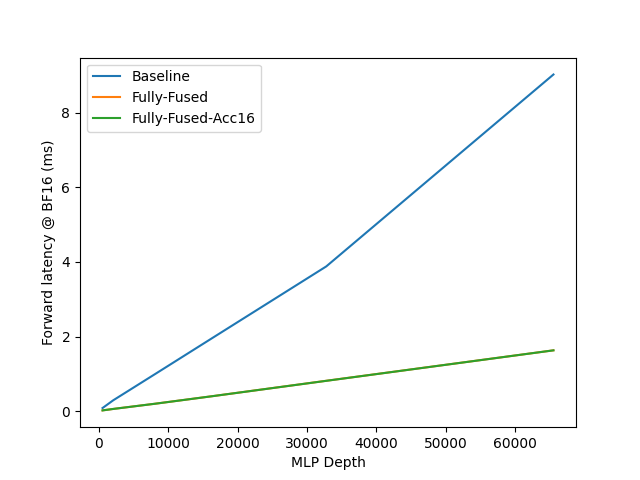 Baseline
Fully-Fused
Fully-Fused-Acc16
Forward latency @ BF16 (ms)
8
6
4
2
0
0 10000 20000 30000 40000 50000 60000
MLP Depth